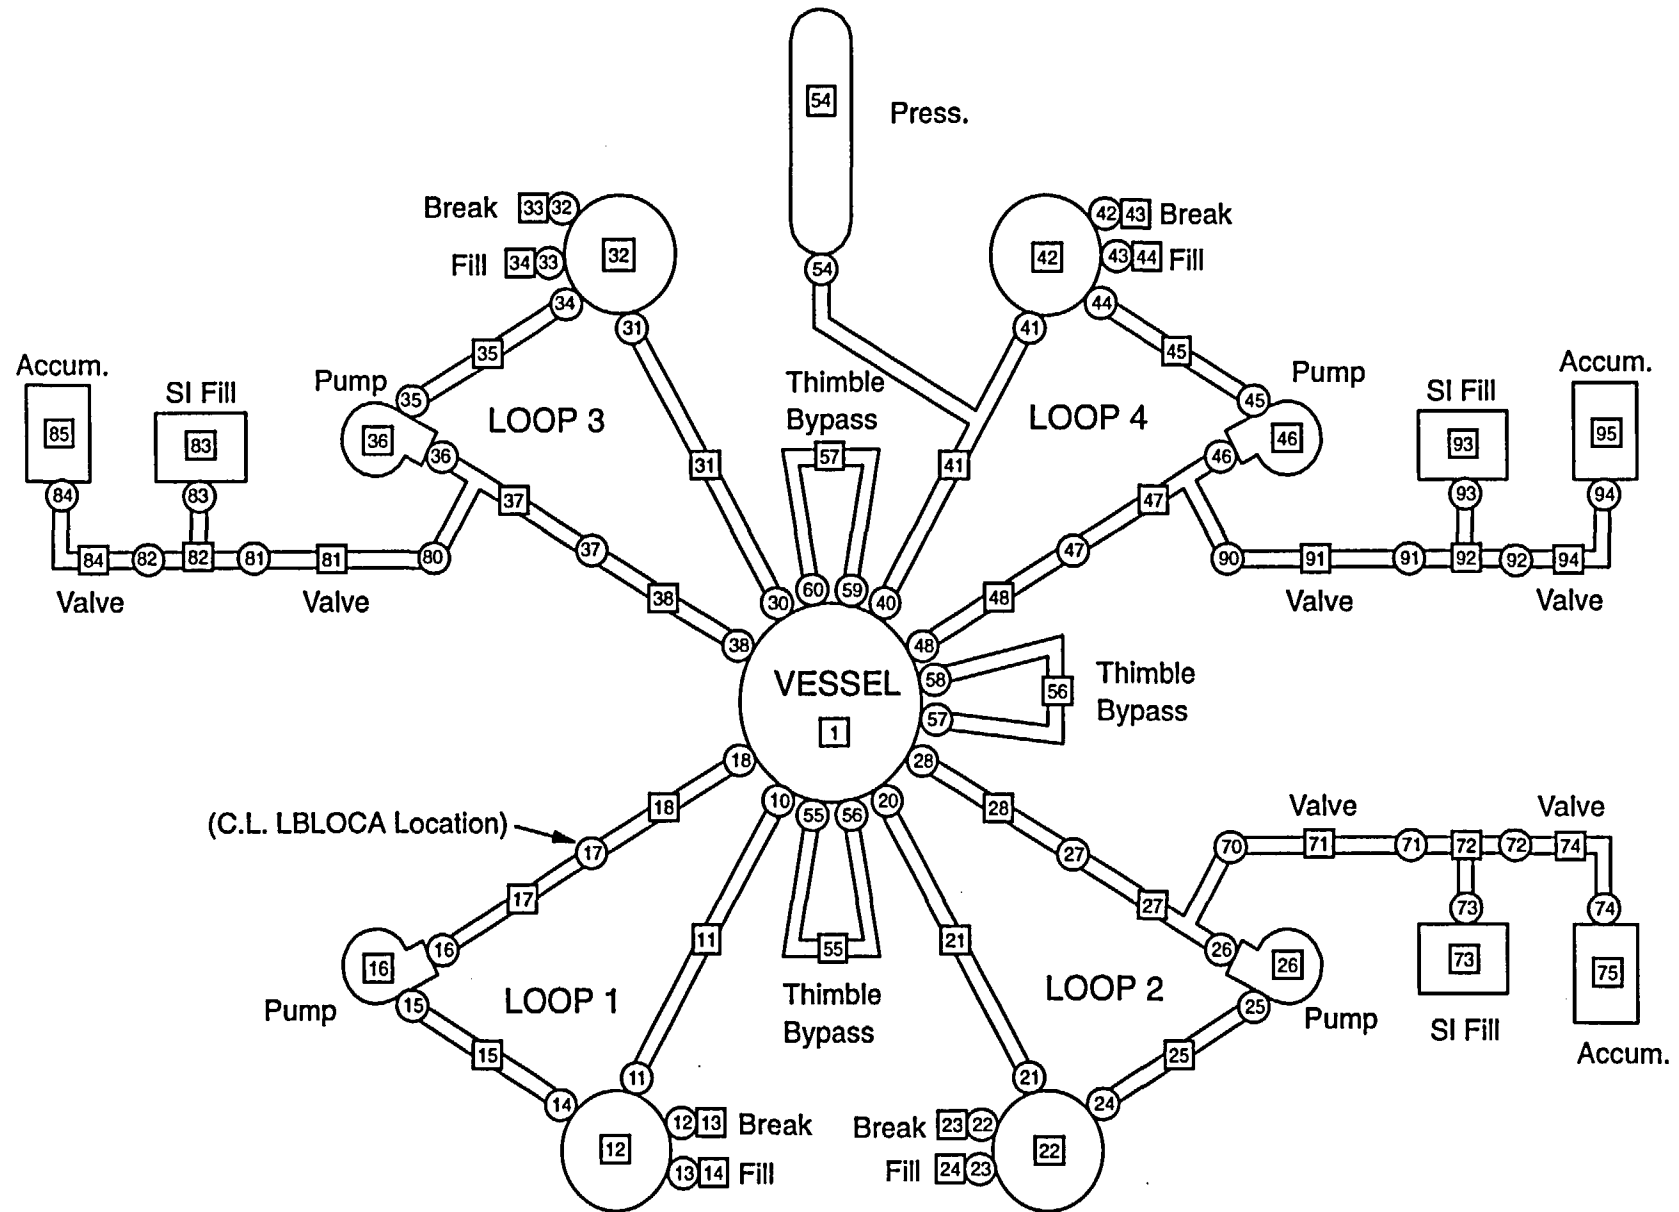 54
Press.
Break
33
32
Fill
34
33
32
34
31
35
54
42
43
Break
43
44
Fill
42
44
41
45
Accum.
85
84
SI Fill
83
83
Pump
35
36
36
LOOP 3
37
31
Thimble
Bypass
57
LOOP 4
41
Pump
45
46
46
47
SI Fill
93
93
Accum.
95
94
84
82
82
81
81
80
Valve
Valve
37
38
38
30
60
59
40
47
48
48
90
91
91
92
92
94
Valve
Valve
VESSEL
1
58
57
56
Thimble
Bypass
18
10
55
56
20
28
18
28
(C.L. LBLOCA Location)
17
17
27
27
Valve
Valve
70
71
71
72
72
74
73
74
73
SI Fill
75
Accum.
16
16
Pump
15
15
14
LOOP 1
11
11
55
Thimble
Bypass
21
21
LOOP 2
26
26
25
Pump
25
24
12
12
13
Break
13
14
Fill
Break
23
22
Fill
24
23
22